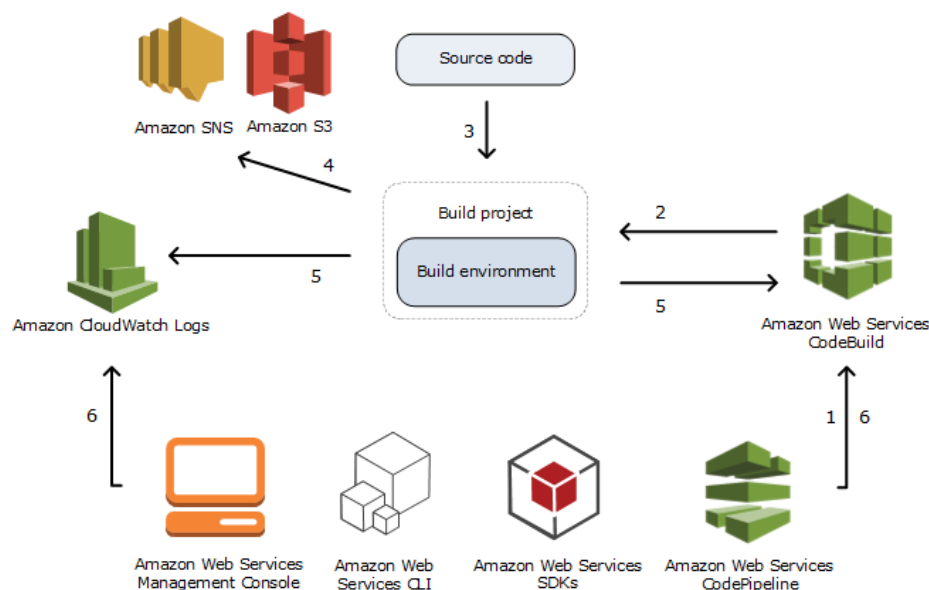 Source code
Amazon SNS
Amazon S3
3
4
Build project
2
Build environment
5
5
Amazon CloudWatch Logs
Amazon Web Services
CodeBuild
6
1
6
Amazon Web Services
Management Console
Amazon Web
Services CLI
Amazon Web Services
SDKs
Amazon Web Services
CodePipeline